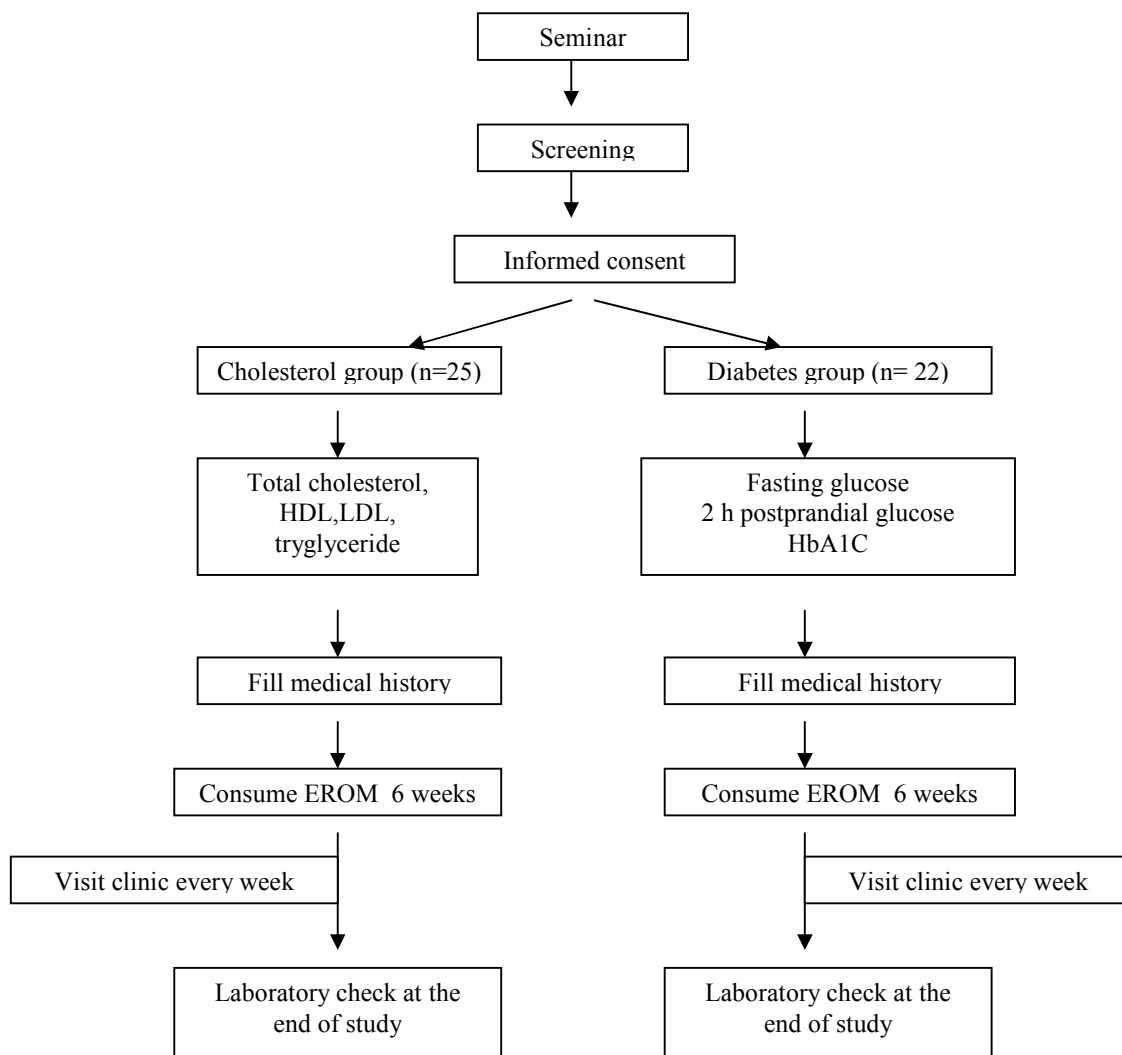 Seminar
Screening
Informed consent
Cholesterol group (n=25)
Diabetes group (n= 22)
Total cholesterol,
HDL,LDL,
tryglyceride
Fasting glucose
2 h postprandial glucose
HbA1C
Fill medical history
Fill medical history
Consume EROM  6 weeks
Consume EROM  6 weeks
Visit clinic every week
Visit clinic every week
Laboratory check at the
end of study
Laboratory check at the
end of study